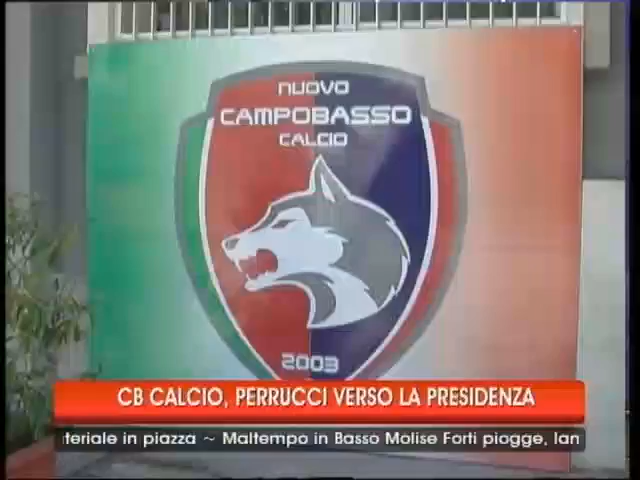 NUOVO
CAMPOBASSO
CALCIO
2003
CB CALCIO, PERRUCCI VERSO LA PRESIDENZA
teriale in piazza ~ Maltempo in Basso Molise Forti piogge, lan